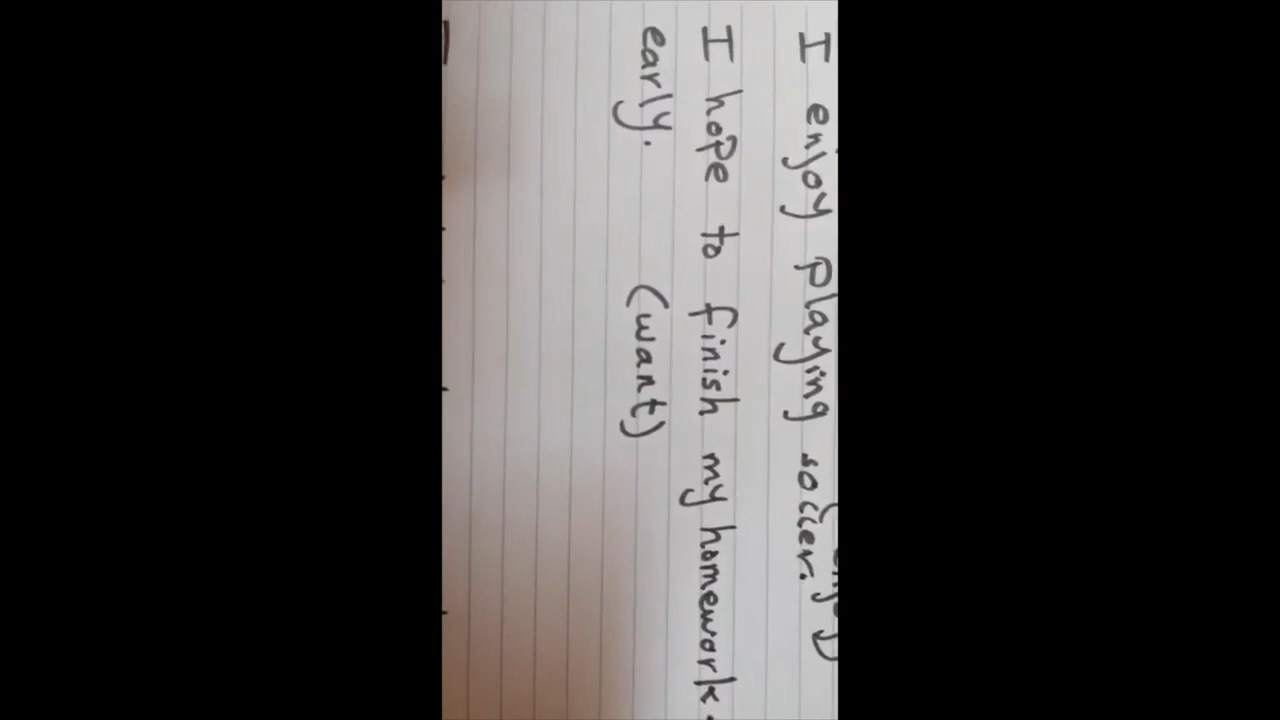 I enjoy playing soccer.
I hope to finish my homework
early. (want)